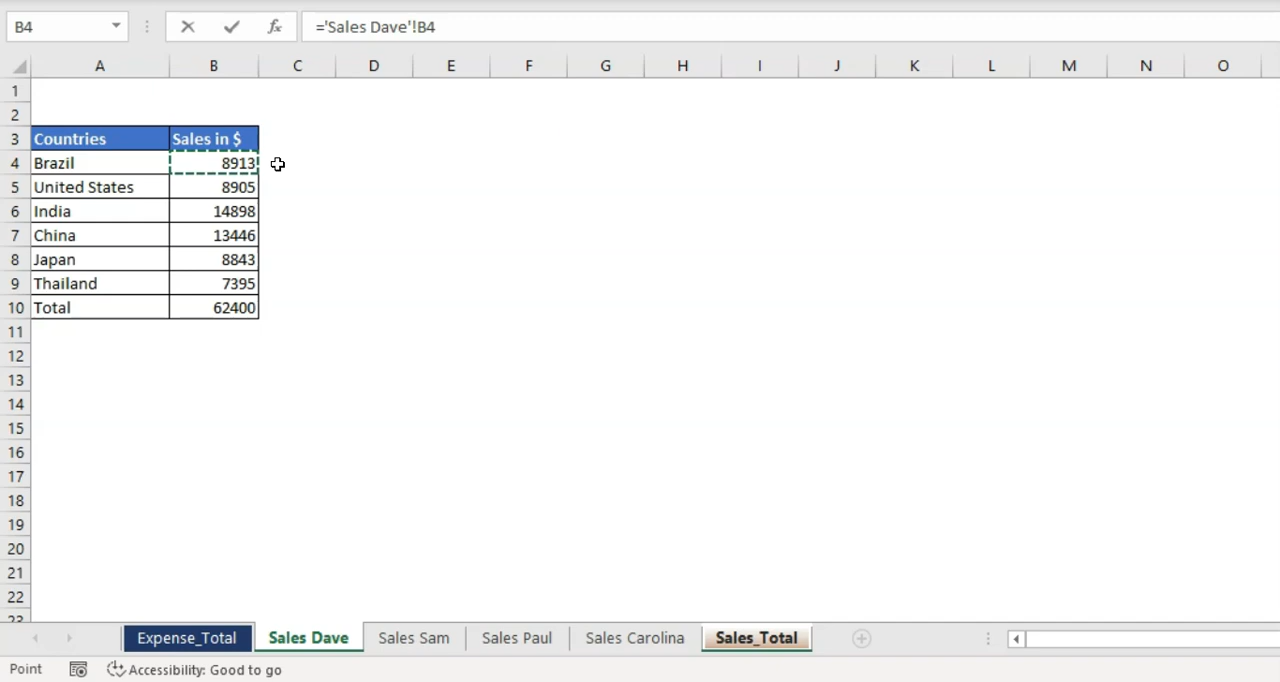 B4 ='Sales Dave'!B4
A B C D E F G H I J K L M N O
1
2
3 Countries Sales in $
4 Brazil 8913
5 United States 8905
6 India 14898
7 China 13446
8 Japan 8843
9 Thailand 7395
10 Total 62400
11
12
13
14
15
16
17
18
19
20
21
22
23
Expense_Total Sales Dave Sales Sam Sales Paul Sales Carolina Sales_Total
Point Accessibility: Good to go